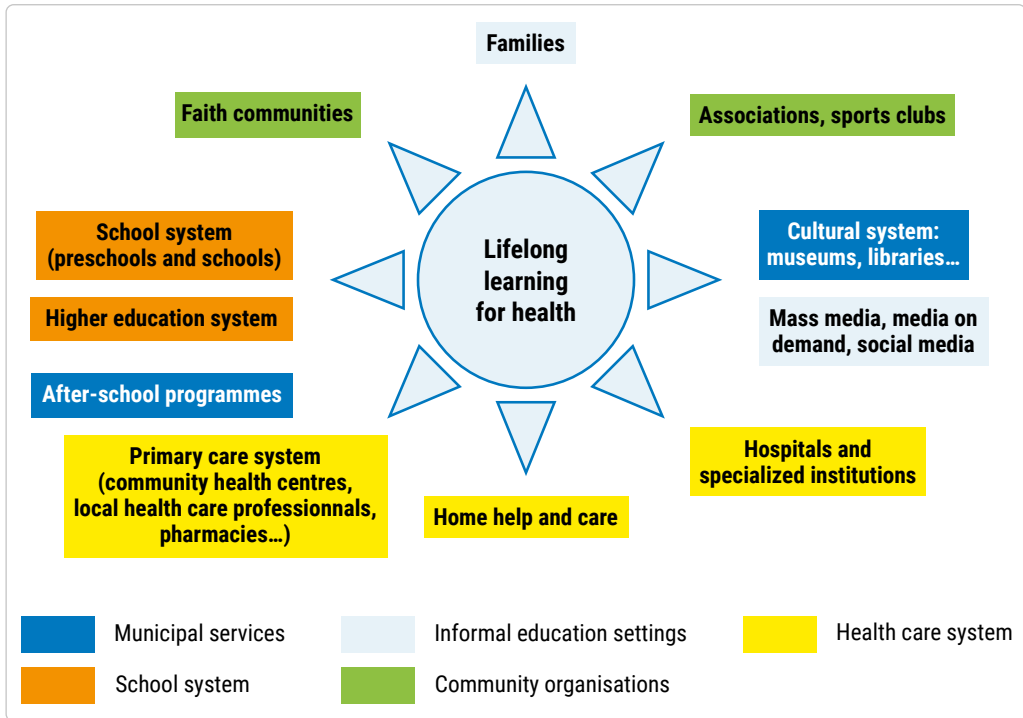 Families
Faith communities
Associations, sports clubs
School system
(preschools and schools)
Higher education system
After-school programmes
Lifelong
learning
for health
Cultural system:
museums, libraries…
Mass media, media on
demand, social media
Primary care system
(community health centres,
local health care professionnals,
pharmacies…)
Home help and care
Hospitals and
specialized institutions
Municipal services
Informal education settings
Health care system
School system
Community organisations